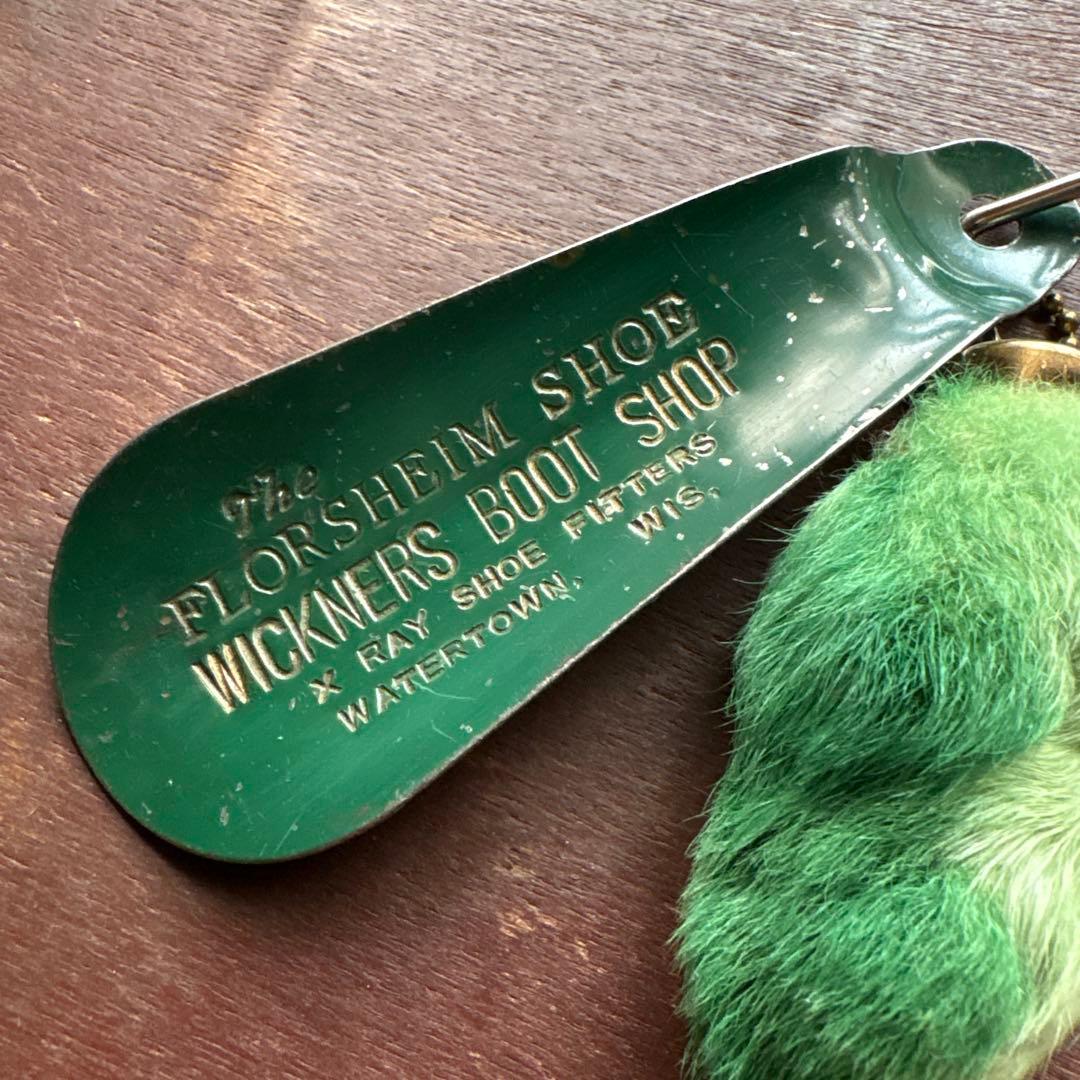 The
FLORSHEIM SHOE
WICKNERS BOOT SHOP
X RAY SHOE FITTERS
WATERTOWN, WIS.